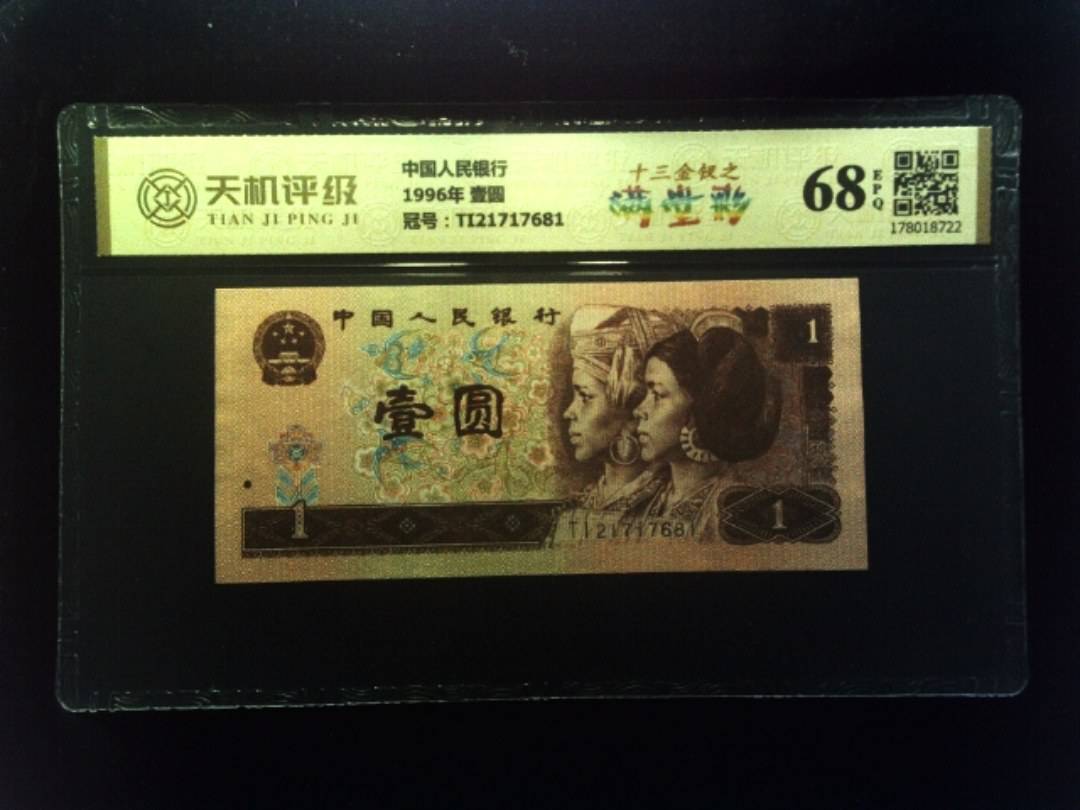 天机评级
TIAN JI PING JI
中国人民银行
1996年 壹圆
冠号：TI21717681
十三金钗之
满堂彩
68
EPQ
178018722
中国人民银行
1
壹圆
1
TI21717681
1